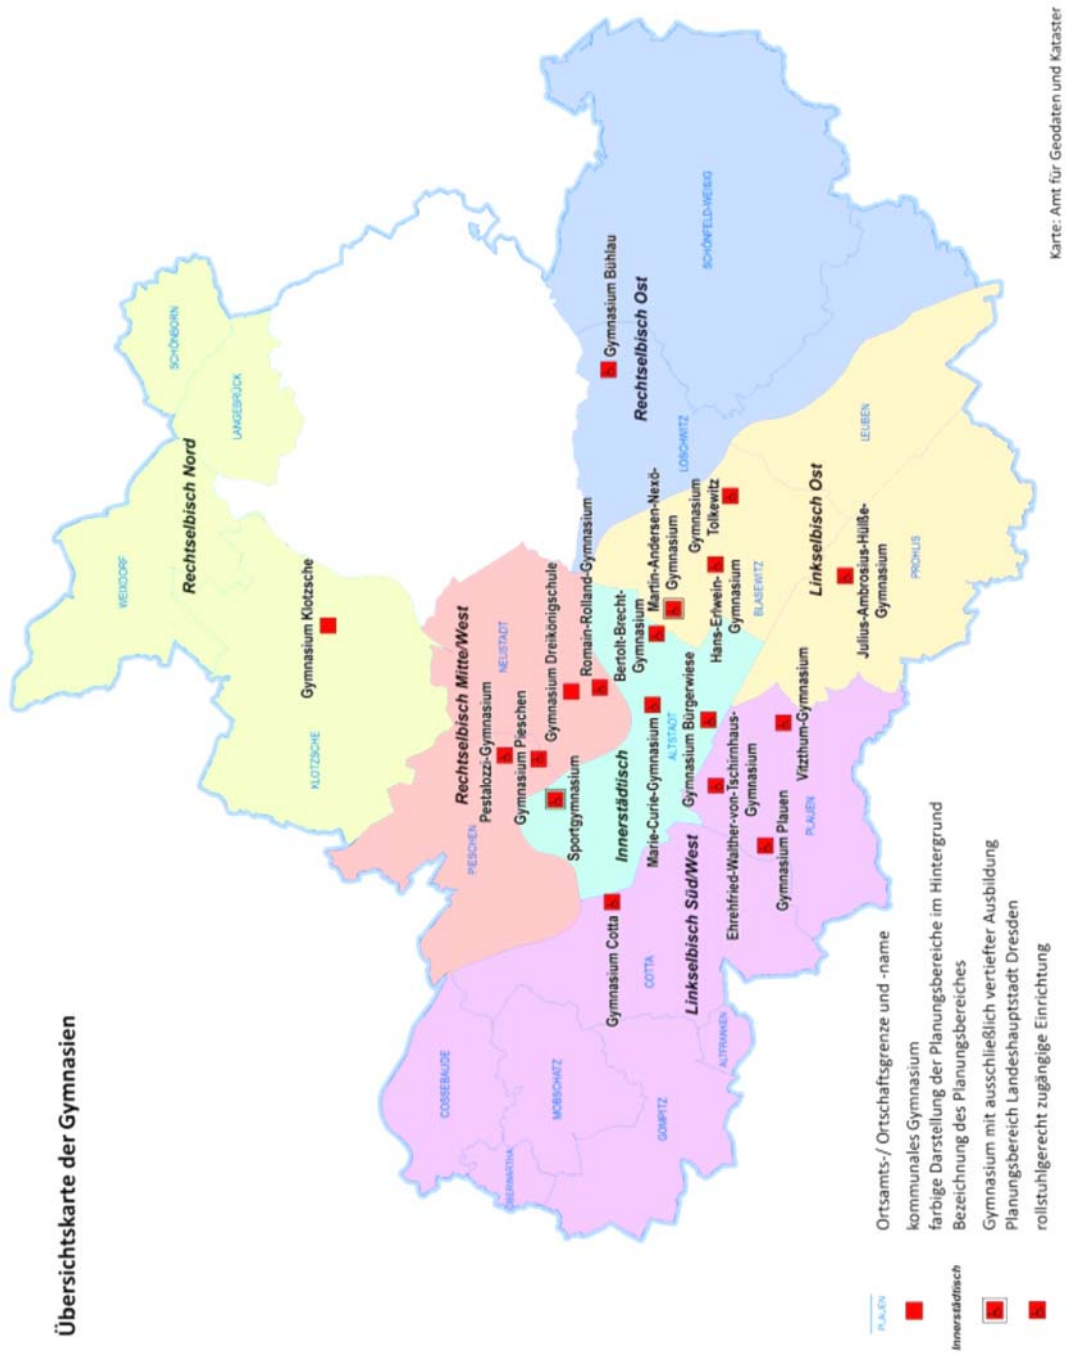 Übersichtskarte der Gymnasien
SCHÖNBORN
LANGEBRÜCK
WEIXDORF
Rechtselbisch Nord
Gymnasium Klotzsche
KLOTZSCHE
Rechtselbisch Mitte/West
NEUSTADT
PIESCHEN
Pestalozzi-Gymnasium
Gymnasium Pieschen
Gymnasium Dreikönigschule
Romain-Rolland-Gymnasium
Sportgymnasium
Innerstädtisch
Bertolt-Brecht-
Gymnasium
Marie-Curie-Gymnasium
ALTSTADT
Gymnasium Bürgerwiese
Gymnasium Bühlau
Rechtselbisch Ost
SCHÖNFELD-WEIßIG
LOSCHWITZ
Martin-Andersen-Nexö-
Gymnasium
Gymnasium
Tolkewitz
Hans-Erlwein-
Gymnasium
BLASEWITZ
LEUBEN
Linkselbisch Ost
Julius-Ambrosius-Hülße-
Gymnasium
PROHLIS
Gymnasium Cotta
COTTA
Linkselbisch Süd/West
Ehrehfried-Walther-von-Tschirnhaus-
Gymnasium
Gymnasium Plauen
Vitzthum-Gymnasium
PLAUEN
COSSEBAUDE
MOBSCHATZ
OBERWARTHA
GOMPITZ
ALTFRANKEN
PLAUEN
Ortsamts-/ Ortschaftsgrenze und -name
kommunales Gymnasium
farbige Darstellung der Planungsbereiche im Hintergrund
Innerstädtisch
Bezeichnung des Planungsbereiches
Gymnasium mit ausschließlich vertiefter Ausbildung
Planungsbereich Landeshauptstadt Dresden
rollstuhlgerecht zugängige Einrichtung
Karte: Amt für Geodaten und Kataster